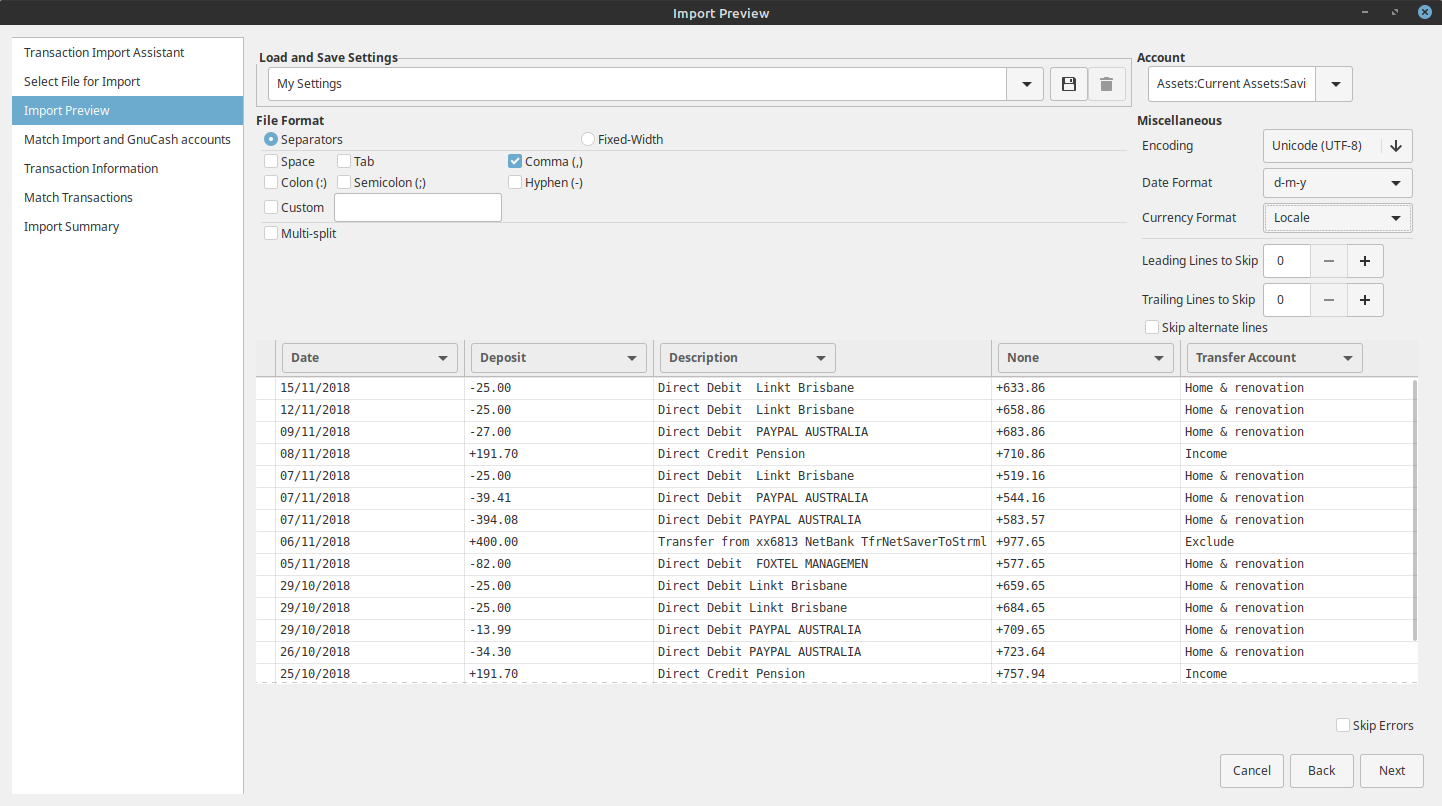 Import Preview
Transaction Import Assistant
Select File for Import
Import Preview
Match Import and GnuCash accounts
Transaction Information
Match Transactions
Import Summary
Load and Save Settings
My Settings
Account
Assets:Current Assets:Savi
File Format
Separators Fixed-Width
Space Tab Comma (,)
Colon (:) Semicolon (;) Hyphen (-)
Custom
Multi-split
Miscellaneous
Encoding Unicode (UTF-8)
Date Format d-m-y
Currency Format Locale
Leading Lines to Skip 0
Trailing Lines to Skip 0
Skip alternate lines
Date Deposit Description None Transfer Account
15/11/2018 -25.00 Direct Debit  Linkt Brisbane +633.86 Home & renovation
12/11/2018 -25.00 Direct Debit  Linkt Brisbane +658.86 Home & renovation
09/11/2018 -27.00 Direct Debit  PAYPAL AUSTRALIA +683.86 Home & renovation
08/11/2018 +191.70 Direct Credit Pension +710.86 Income
07/11/2018 -25.00 Direct Debit  Linkt Brisbane +519.16 Home & renovation
07/11/2018 -39.41 Direct Debit  PAYPAL AUSTRALIA +544.16 Home & renovation
07/11/2018 -394.08 Direct Debit PAYPAL AUSTRALIA +583.57 Home & renovation
06/11/2018 +400.00 Transfer from xx6813 NetBank TfrNetSaverToStrml +977.65 Exclude
05/11/2018 -82.00 Direct Debit  FOXTEL MANAGEMEN +577.65 Home & renovation
29/10/2018 -25.00 Direct Debit Linkt Brisbane +659.65 Home & renovation
29/10/2018 -25.00 Direct Debit Linkt Brisbane +684.65 Home & renovation
29/10/2018 -13.99 Direct Debit PAYPAL AUSTRALIA +709.65 Home & renovation
26/10/2018 -34.30 Direct Debit PAYPAL AUSTRALIA +723.64 Home & renovation
25/10/2018 +191.70 Direct Credit Pension +757.94 Income
Skip Errors
Cancel Back Next